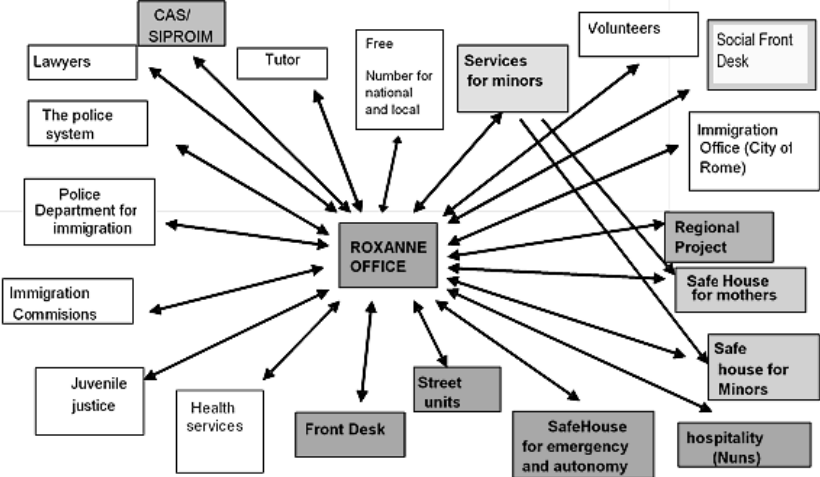 CAS/
SIPROIM
Lawyers
Tutor
Free
Number for
national
and local
Services
for minors
Volunteers
Social Front
Desk
The police
system
Immigration
Office (City of
Rome)
Police
Department for
immigration
ROXANNE
OFFICE
Regional
Project
Safe House
for mothers
Immigration
Commisions
Safe
house for
Minors
Juvenile
justice
Health
services
Front Desk
Street
units
SafeHouse
for emergency
and autonomy
hospitality
(Nuns)